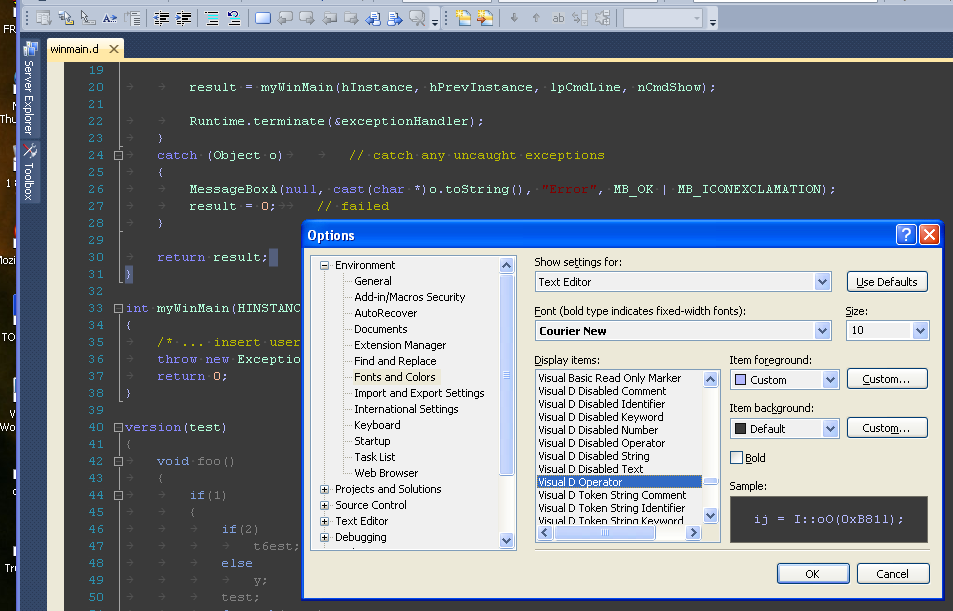 winmain.d
Server Explorer
Toolbox
19
20 result = myWinMain(hInstance, hPrevInstance, lpCmdLine, nCmdShow);
21
22 Runtime.terminate(&exceptionHandler);
23 }
24 catch (Object o) // catch any uncaught exceptions
25 {
26 MessageBoxA(null, cast(char *)o.toString(), "Error", MB_OK | MB_ICONEXCLAMATION);
27 result = 0; // failed
28 }
29
30 return result;
31 }
32
33 int myWinMain(HINSTANC
34 {
35 /* ... insert user
36 throw new Exceptio
37 return 0;
38 }
39
40 version(test)
41 {
42 void foo()
43 {
44 if(1)
45 {
46 if(2)
47 t6est;
48 else
49 y;
50 test;
Options
Environment
General
Add-in/Macros Security
AutoRecover
Documents
Extension Manager
Find and Replace
Fonts and Colors
Import and Export Settings
International Settings
Keyboard
Startup
Task List
Web Browser
Projects and Solutions
Source Control
Text Editor
Debugging
Show settings for:
Text Editor
Use Defaults
Font (bold type indicates fixed-width fonts):
Size:
Courier New
10
Display items:
Visual Basic Read Only Marker
Visual D Disabled Comment
Visual D Disabled Identifier
Visual D Disabled Keyword
Visual D Disabled Number
Visual D Disabled Operator
Visual D Disabled String
Visual D Disabled Text
Visual D Operator
Visual D Token String Comment
Visual D Token String Identifier
Visual D Token String Keyword
Item foreground:
Custom
Custom...
Item background:
Default
Custom...
Bold
Sample:
ij = I::oO(0xB81l);
OK
Cancel